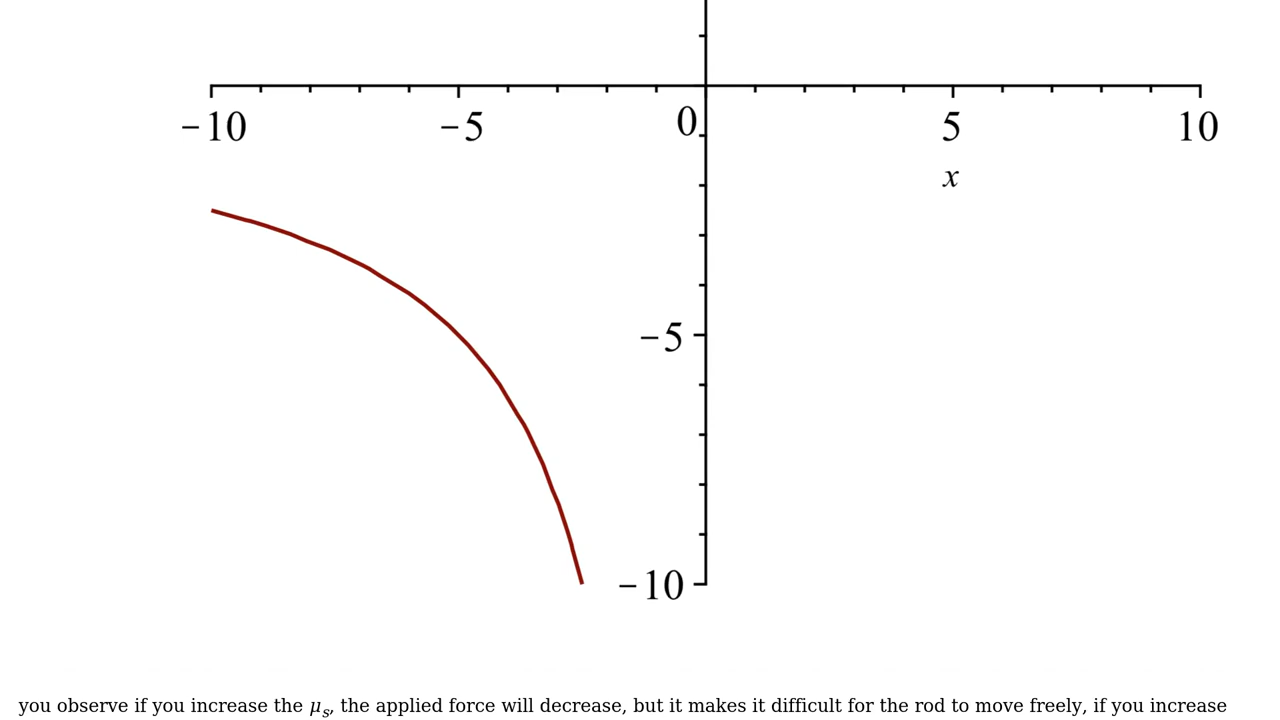 -10 -5 0 5 10
x
-5
-10
you observe if you increase the μₛ, the applied force will decrease, but it makes it difficult for the rod to move freely, if you increase